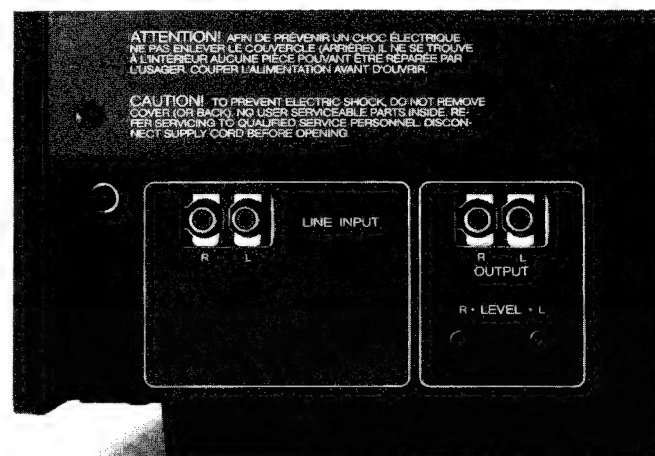 ATTENTION! AFIN DE PRÉVENIR UN CHOC ÉLECTRIQUE
NE PAS ENLEVER LE COUVERCLE (ARRIÈRE). IL NE SE TROUVE
À L'INTÉRIEUR AUCUNE PIÈCE POUVANT ÊTRE RÉPARÉE PAR
L'USAGER. COUPER L'ALIMENTATION AVANT D'OUVRIR.
CAUTION! TO PREVENT ELECTRIC SHOCK, DO NOT REMOVE
COVER (OR BACK). NO USER SERVICEABLE PARTS INSIDE. RE-
FER SERVICING TO QUALIFIED SERVICE PERSONNEL. DISCON-
NECT SUPPLY CORD BEFORE OPENING.
LINE INPUT
R L
R L
OUTPUT
R • LEVEL • L